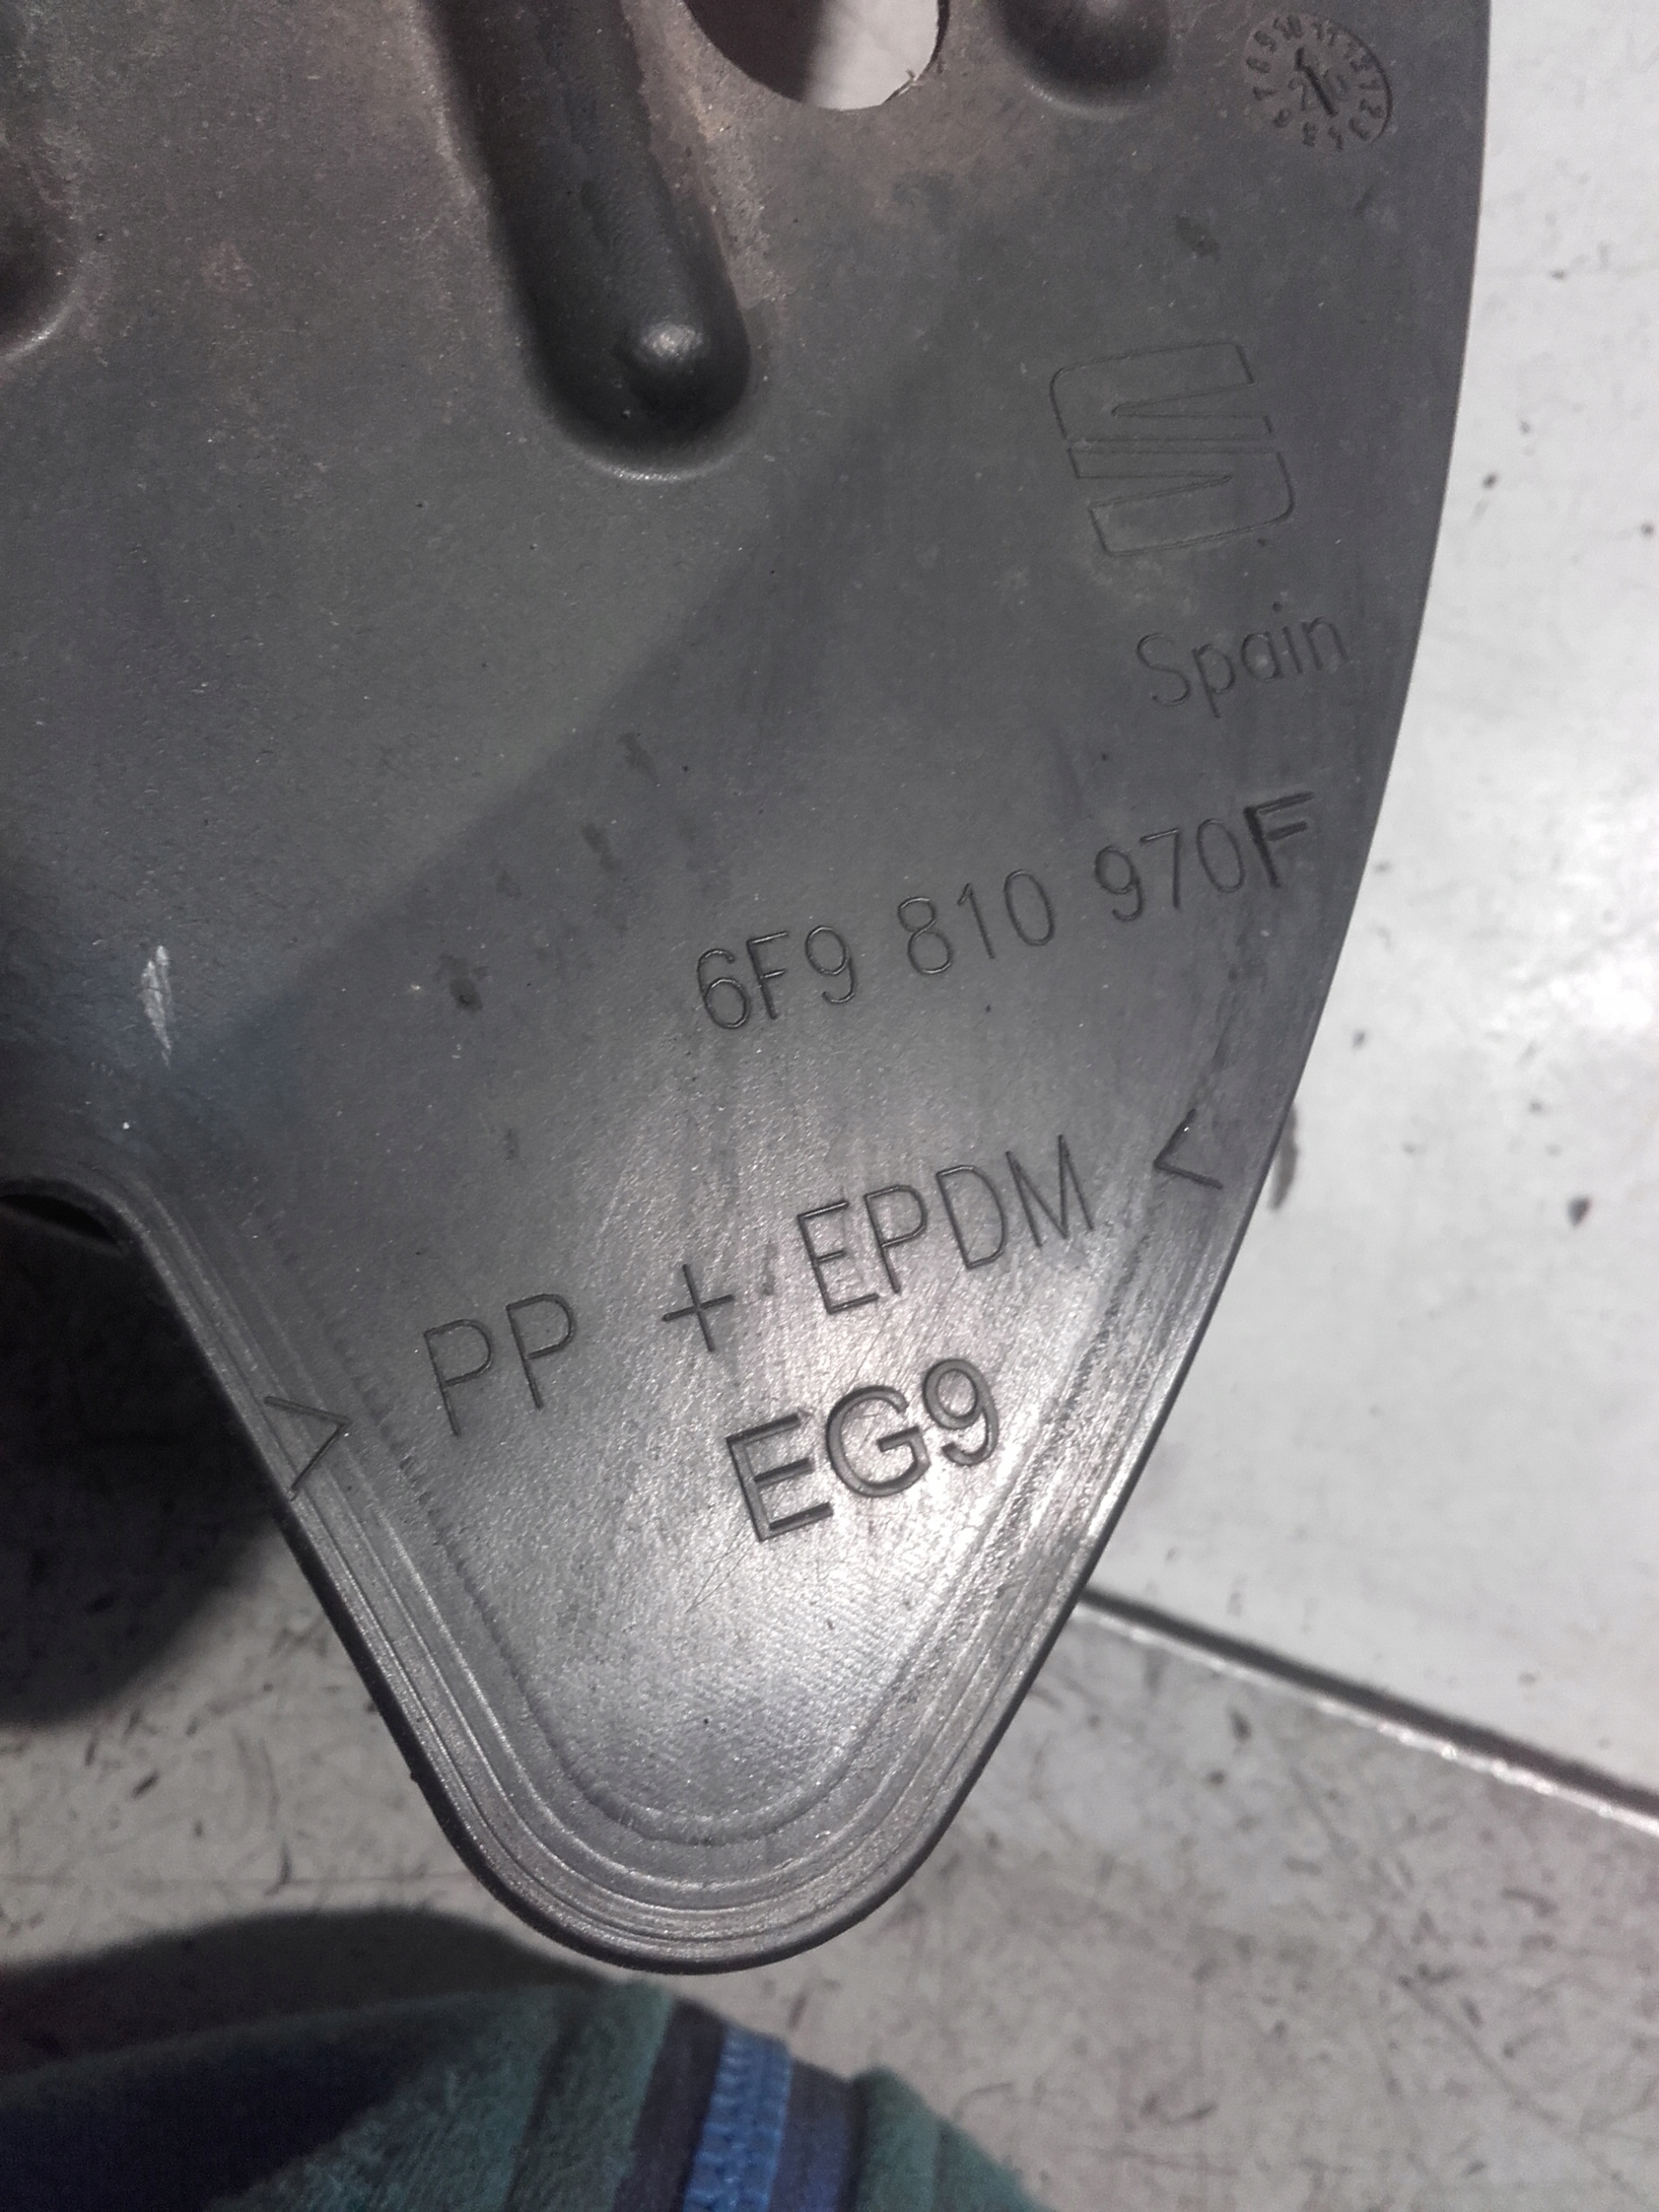 Spain
6F9 810 970F
> PP + EPDM <
EG9